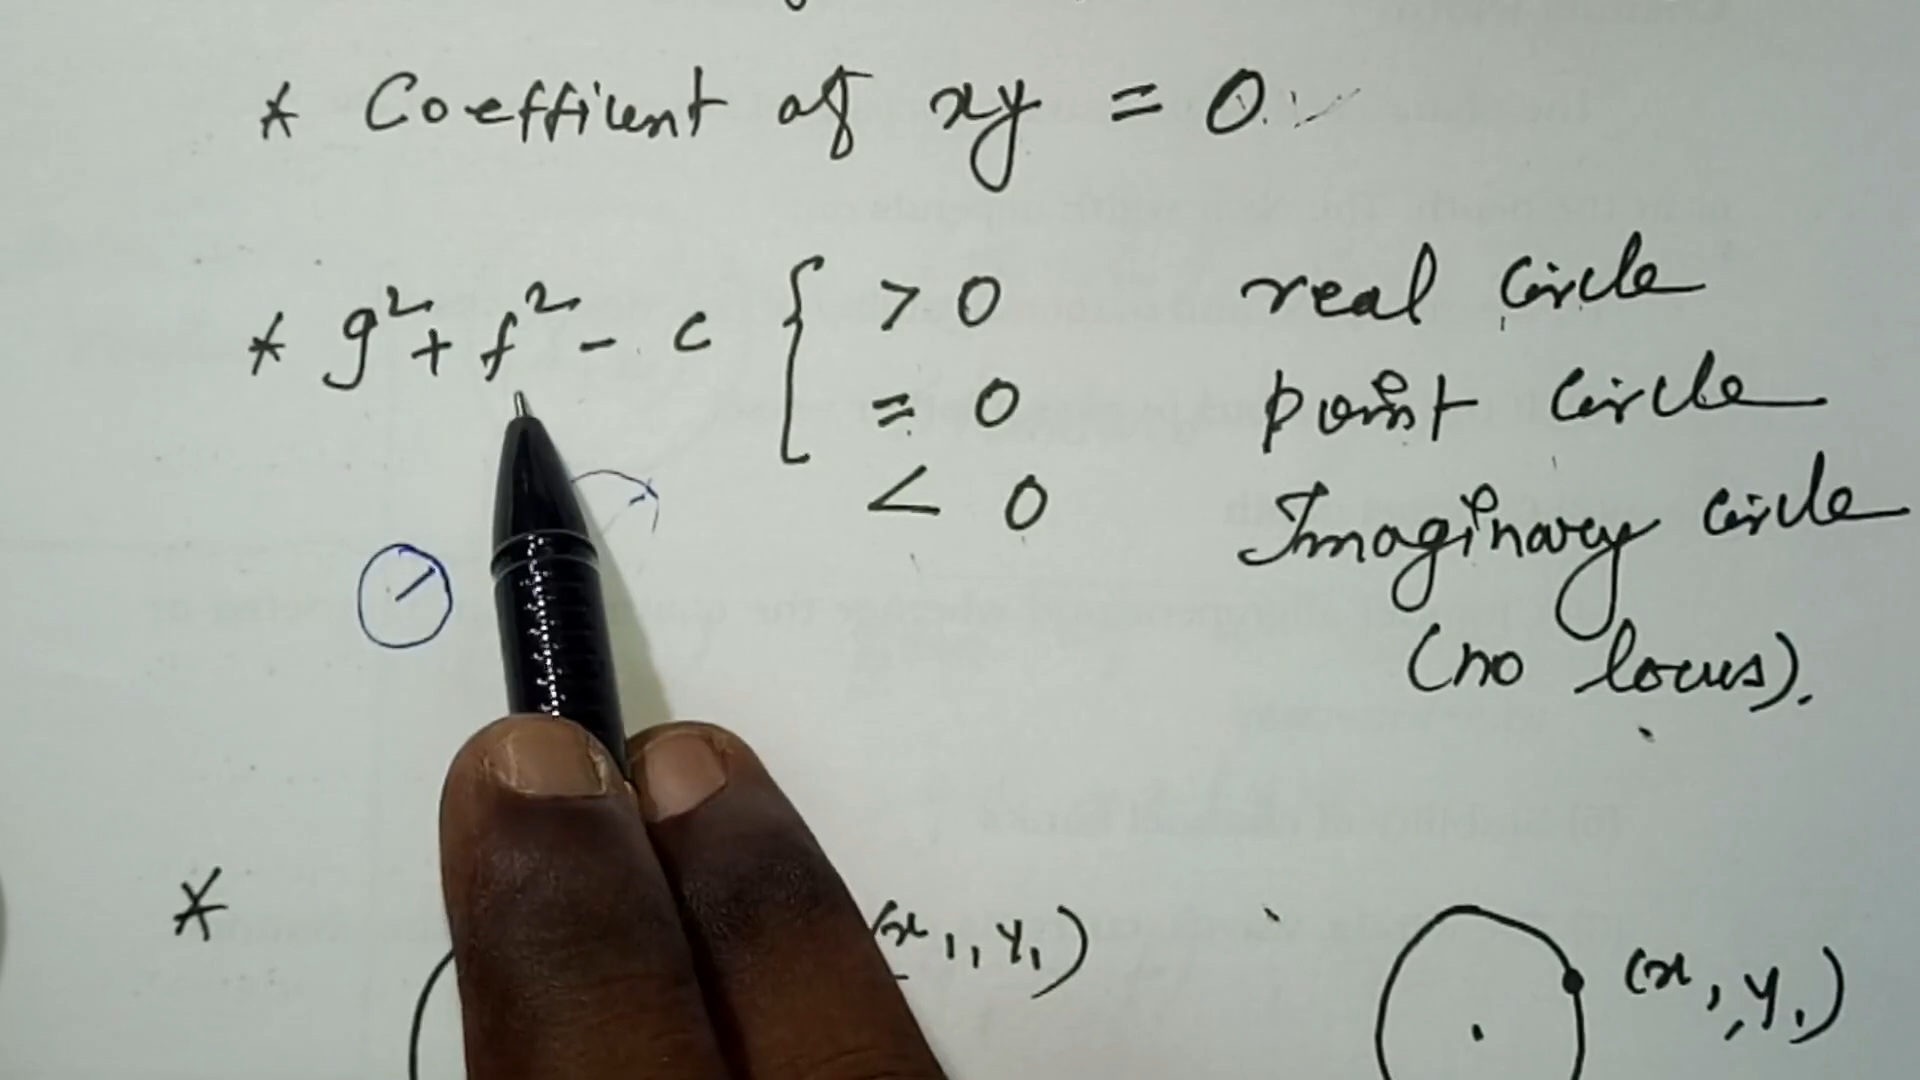 * Coefficent of xy = 0.
* g² + f² - c { > 0 real circle
= 0 point circle
< 0 Imaginary circle
(no locus).
*
(x₁, y₁)
(x₁, y₁)